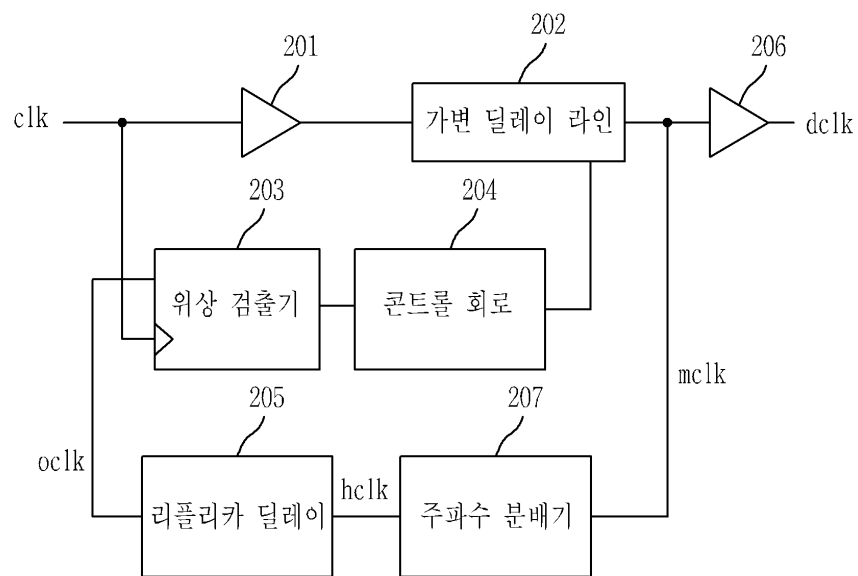 201
202
206
clk
가변 딜레이 라인
dclk
203
204
위상 검출기
콘트롤 회로
mclk
205
207
oclk
리플리카 딜레이
hclk
주파수 분배기